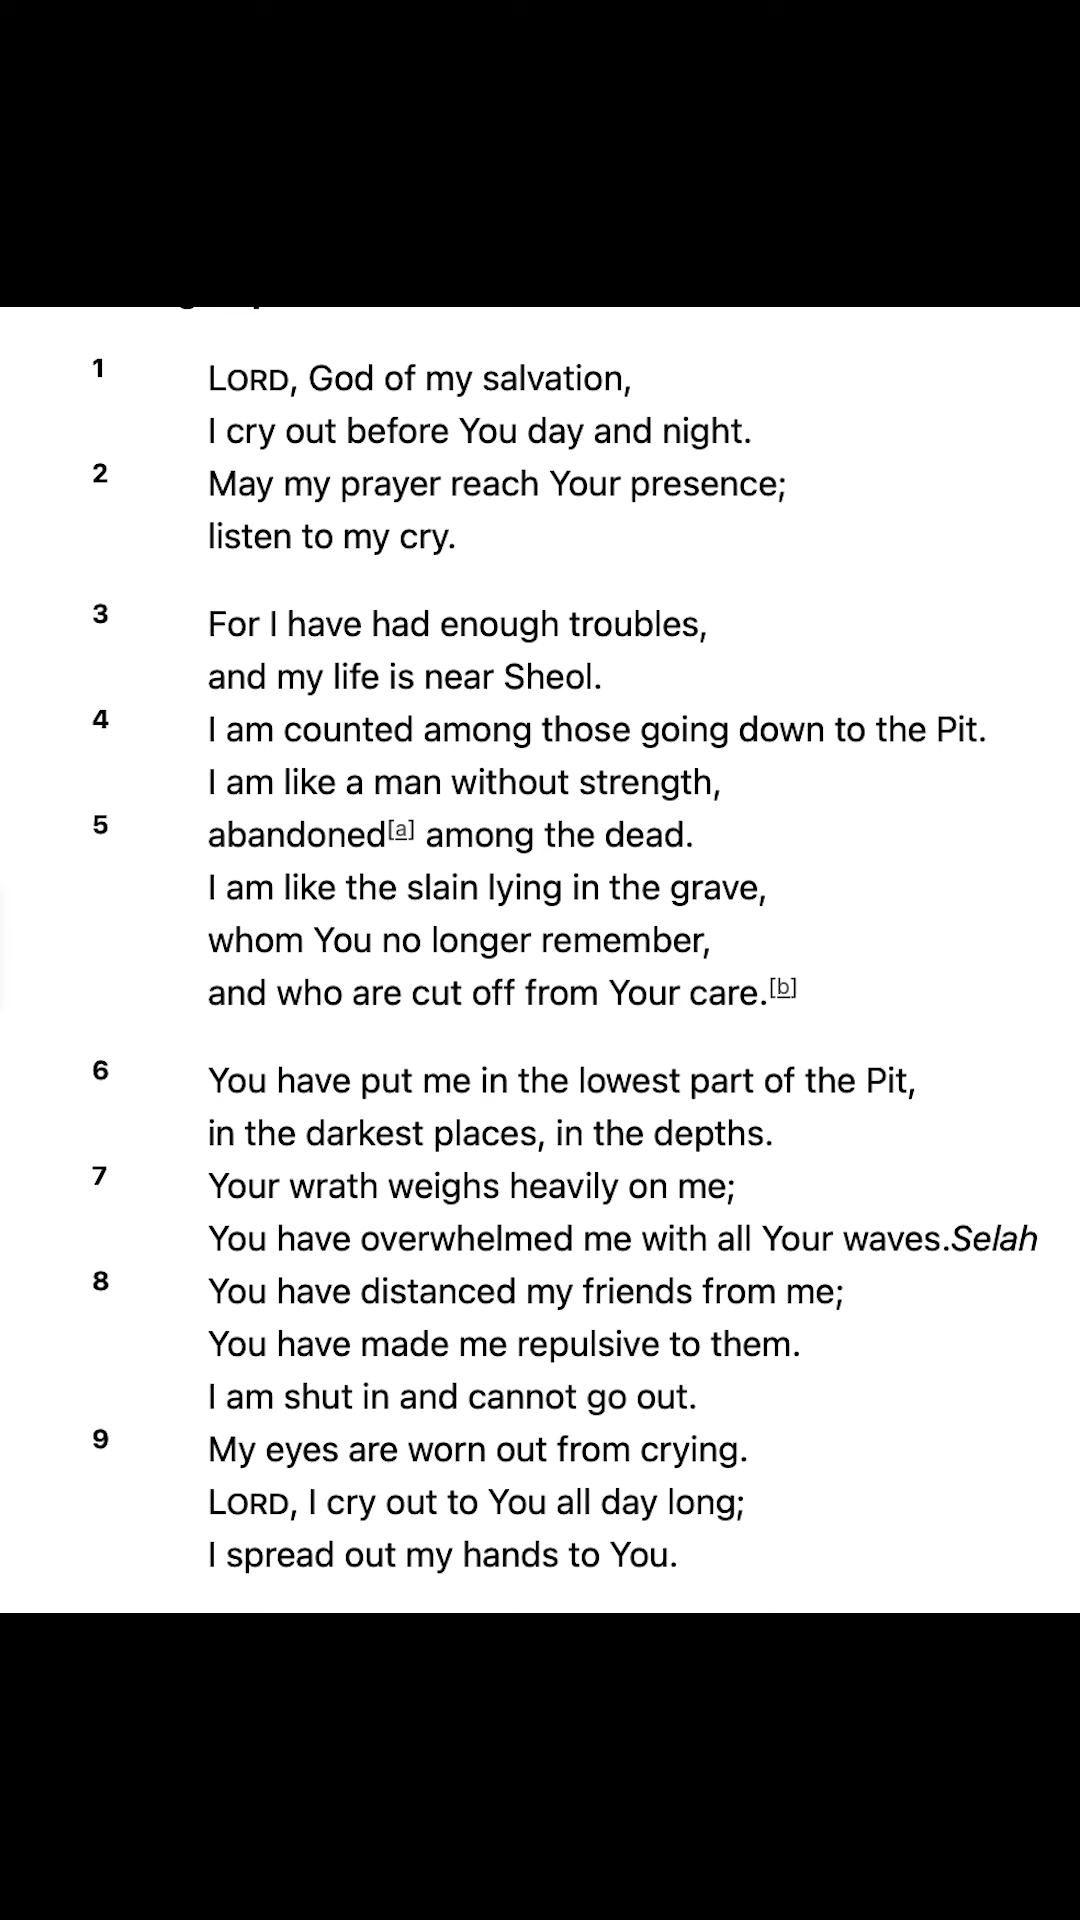 1 LORD, God of my salvation,
I cry out before You day and night.
2 May my prayer reach Your presence;
listen to my cry.
3 For I have had enough troubles,
and my life is near Sheol.
4 I am counted among those going down to the Pit.
I am like a man without strength,
5 abandoned[a] among the dead.
I am like the slain lying in the grave,
whom You no longer remember,
and who are cut off from Your care.[b]
6 You have put me in the lowest part of the Pit,
in the darkest places, in the depths.
7 Your wrath weighs heavily on me;
You have overwhelmed me with all Your waves.Selah
8 You have distanced my friends from me;
You have made me repulsive to them.
I am shut in and cannot go out.
9 My eyes are worn out from crying.
LORD, I cry out to You all day long;
I spread out my hands to You.